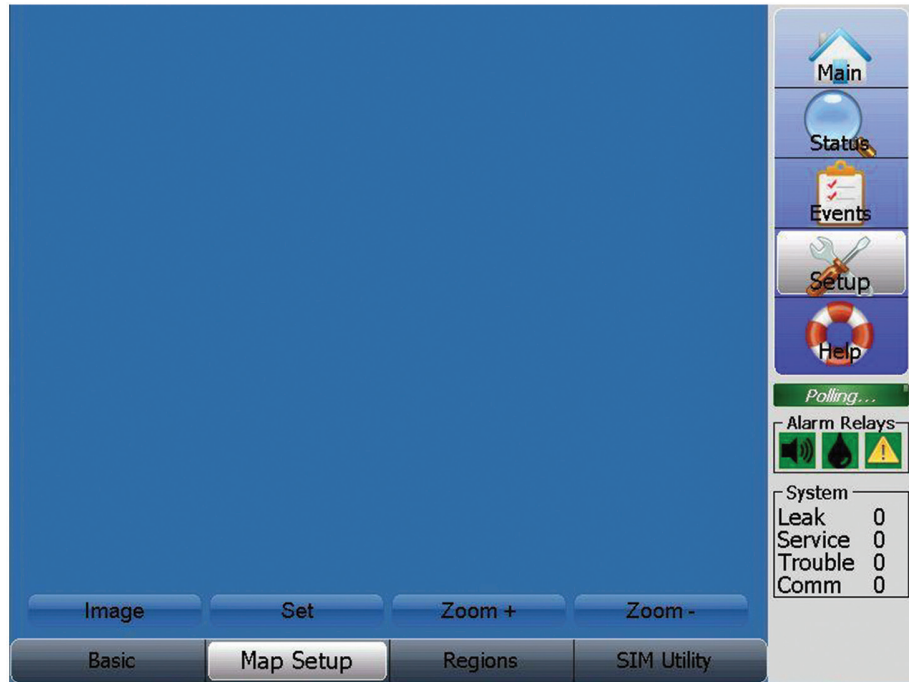 Main
Status
Events
Setup
Help
Polling...
Alarm Relays
System
Leak 0
Service 0
Trouble 0
Comm 0
Image Set Zoom + Zoom -
Basic Map Setup Regions SIM Utility